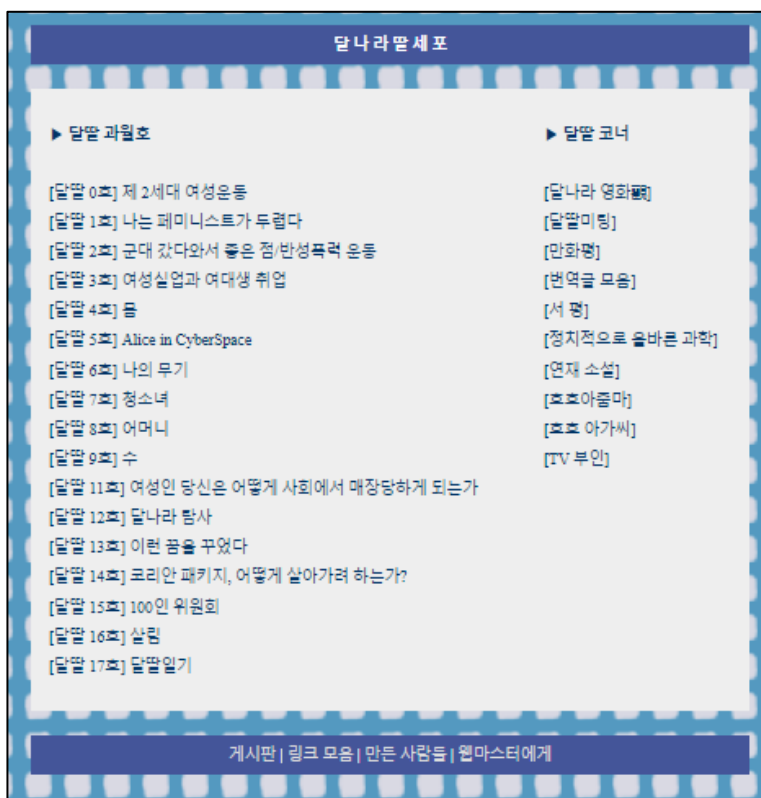 달나라딸세포
▶ 달딸 과월호
[달딸 0호] 제 2세대 여성운동
[달딸 1호] 나는 페미니스트가 두렵다
[달딸 2호] 군대 갔다와서 좋은 점/반성폭력 운동
[달딸 3호] 여성실업과 여대생 취업
[달딸 4호] 몸
[달딸 5호] Alice in CyberSpace
[달딸 6호] 나의 무기
[달딸 7호] 청소녀
[달딸 8호] 어머니
[달딸 9호] 수
[달딸 11호] 여성인 당신은 어떻게 사회에서 매장당하게 되는가
[달딸 12호] 달나라 탐사
[달딸 13호] 이런 꿈을 꾸었다
[달딸 14호] 코리안 패키지, 어떻게 살아가려 하는가?
[달딸 15호] 100인 위원회
[달딸 16호] 살림
[달딸 17호] 달딸일기
▶ 달딸 코너
[달나라 영화]
[달딸미팅]
[만화평]
[번역글 모음]
[서 평]
[정치적으로 올바른 과학]
[연재 소설]
[호호아줌마]
[호호 아가씨]
[TV 부인]
게시판 | 링크 모음 | 만든 사람들 | 웹마스터에게